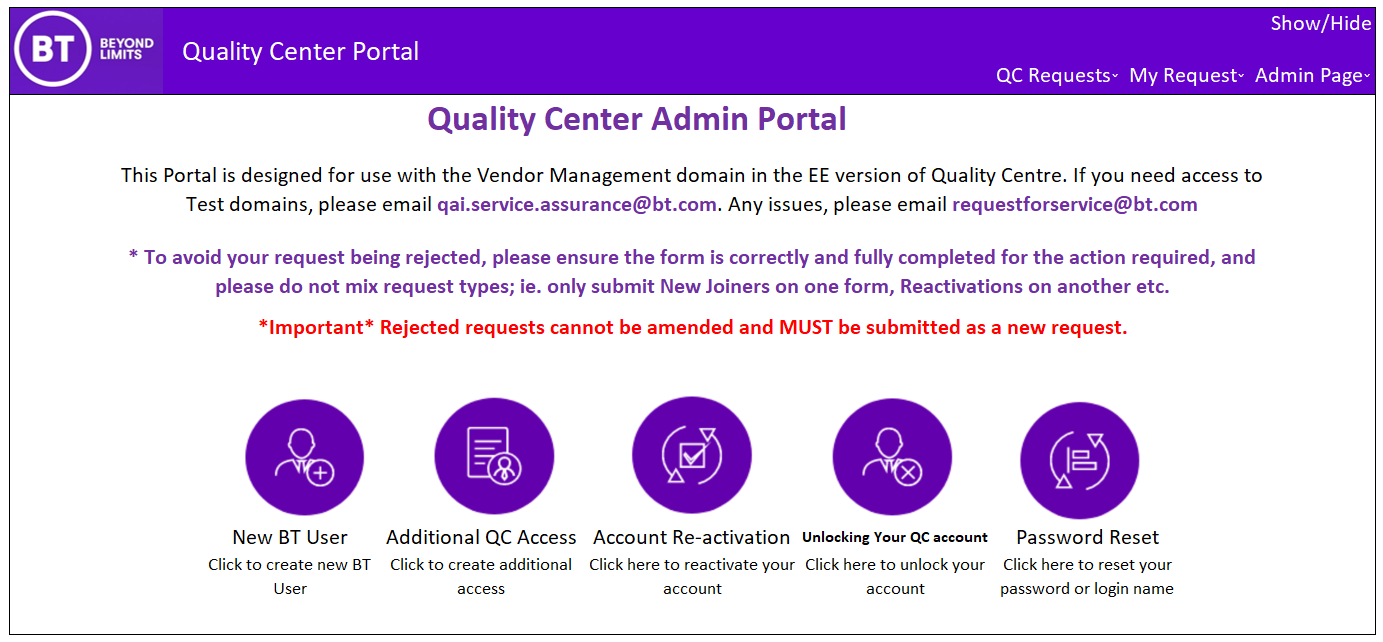 BT BEYOND LIMITS
Quality Center Portal
Show/Hide
QC Requests My Request Admin Page
Quality Center Admin Portal
This Portal is designed for use with the Vendor Management domain in the EE version of Quality Centre. If you need access to
Test domains, please email qai.service.assurance@bt.com. Any issues, please email requestforservice@bt.com
* To avoid your request being rejected, please ensure the form is correctly and fully completed for the action required, and
please do not mix request types; ie. only submit New Joiners on one form, Reactivations on another etc.
*Important* Rejected requests cannot be amended and MUST be submitted as a new request.
New BT User
Click to create new BT
User
Additional QC Access
Click to create additional
access
Account Re-activation
Click here to reactivate your
account
Unlocking Your QC account
Click here to unlock your
account
Password Reset
Click here to reset your
password or login name